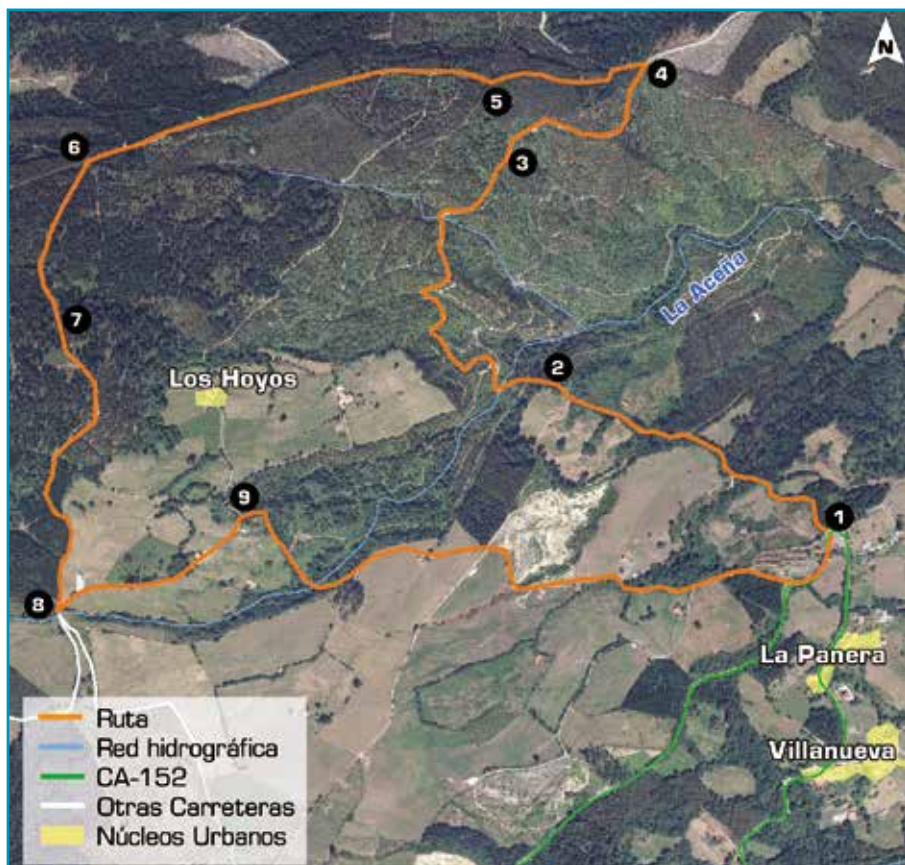 N
4
5
6
3
La Aceña
7
2
Los Hoyos
9
1
8
La Panera
Villanueva
Ruta
Red hidrográfica
CA-152
Otras Carreteras
Núcleos Urbanos